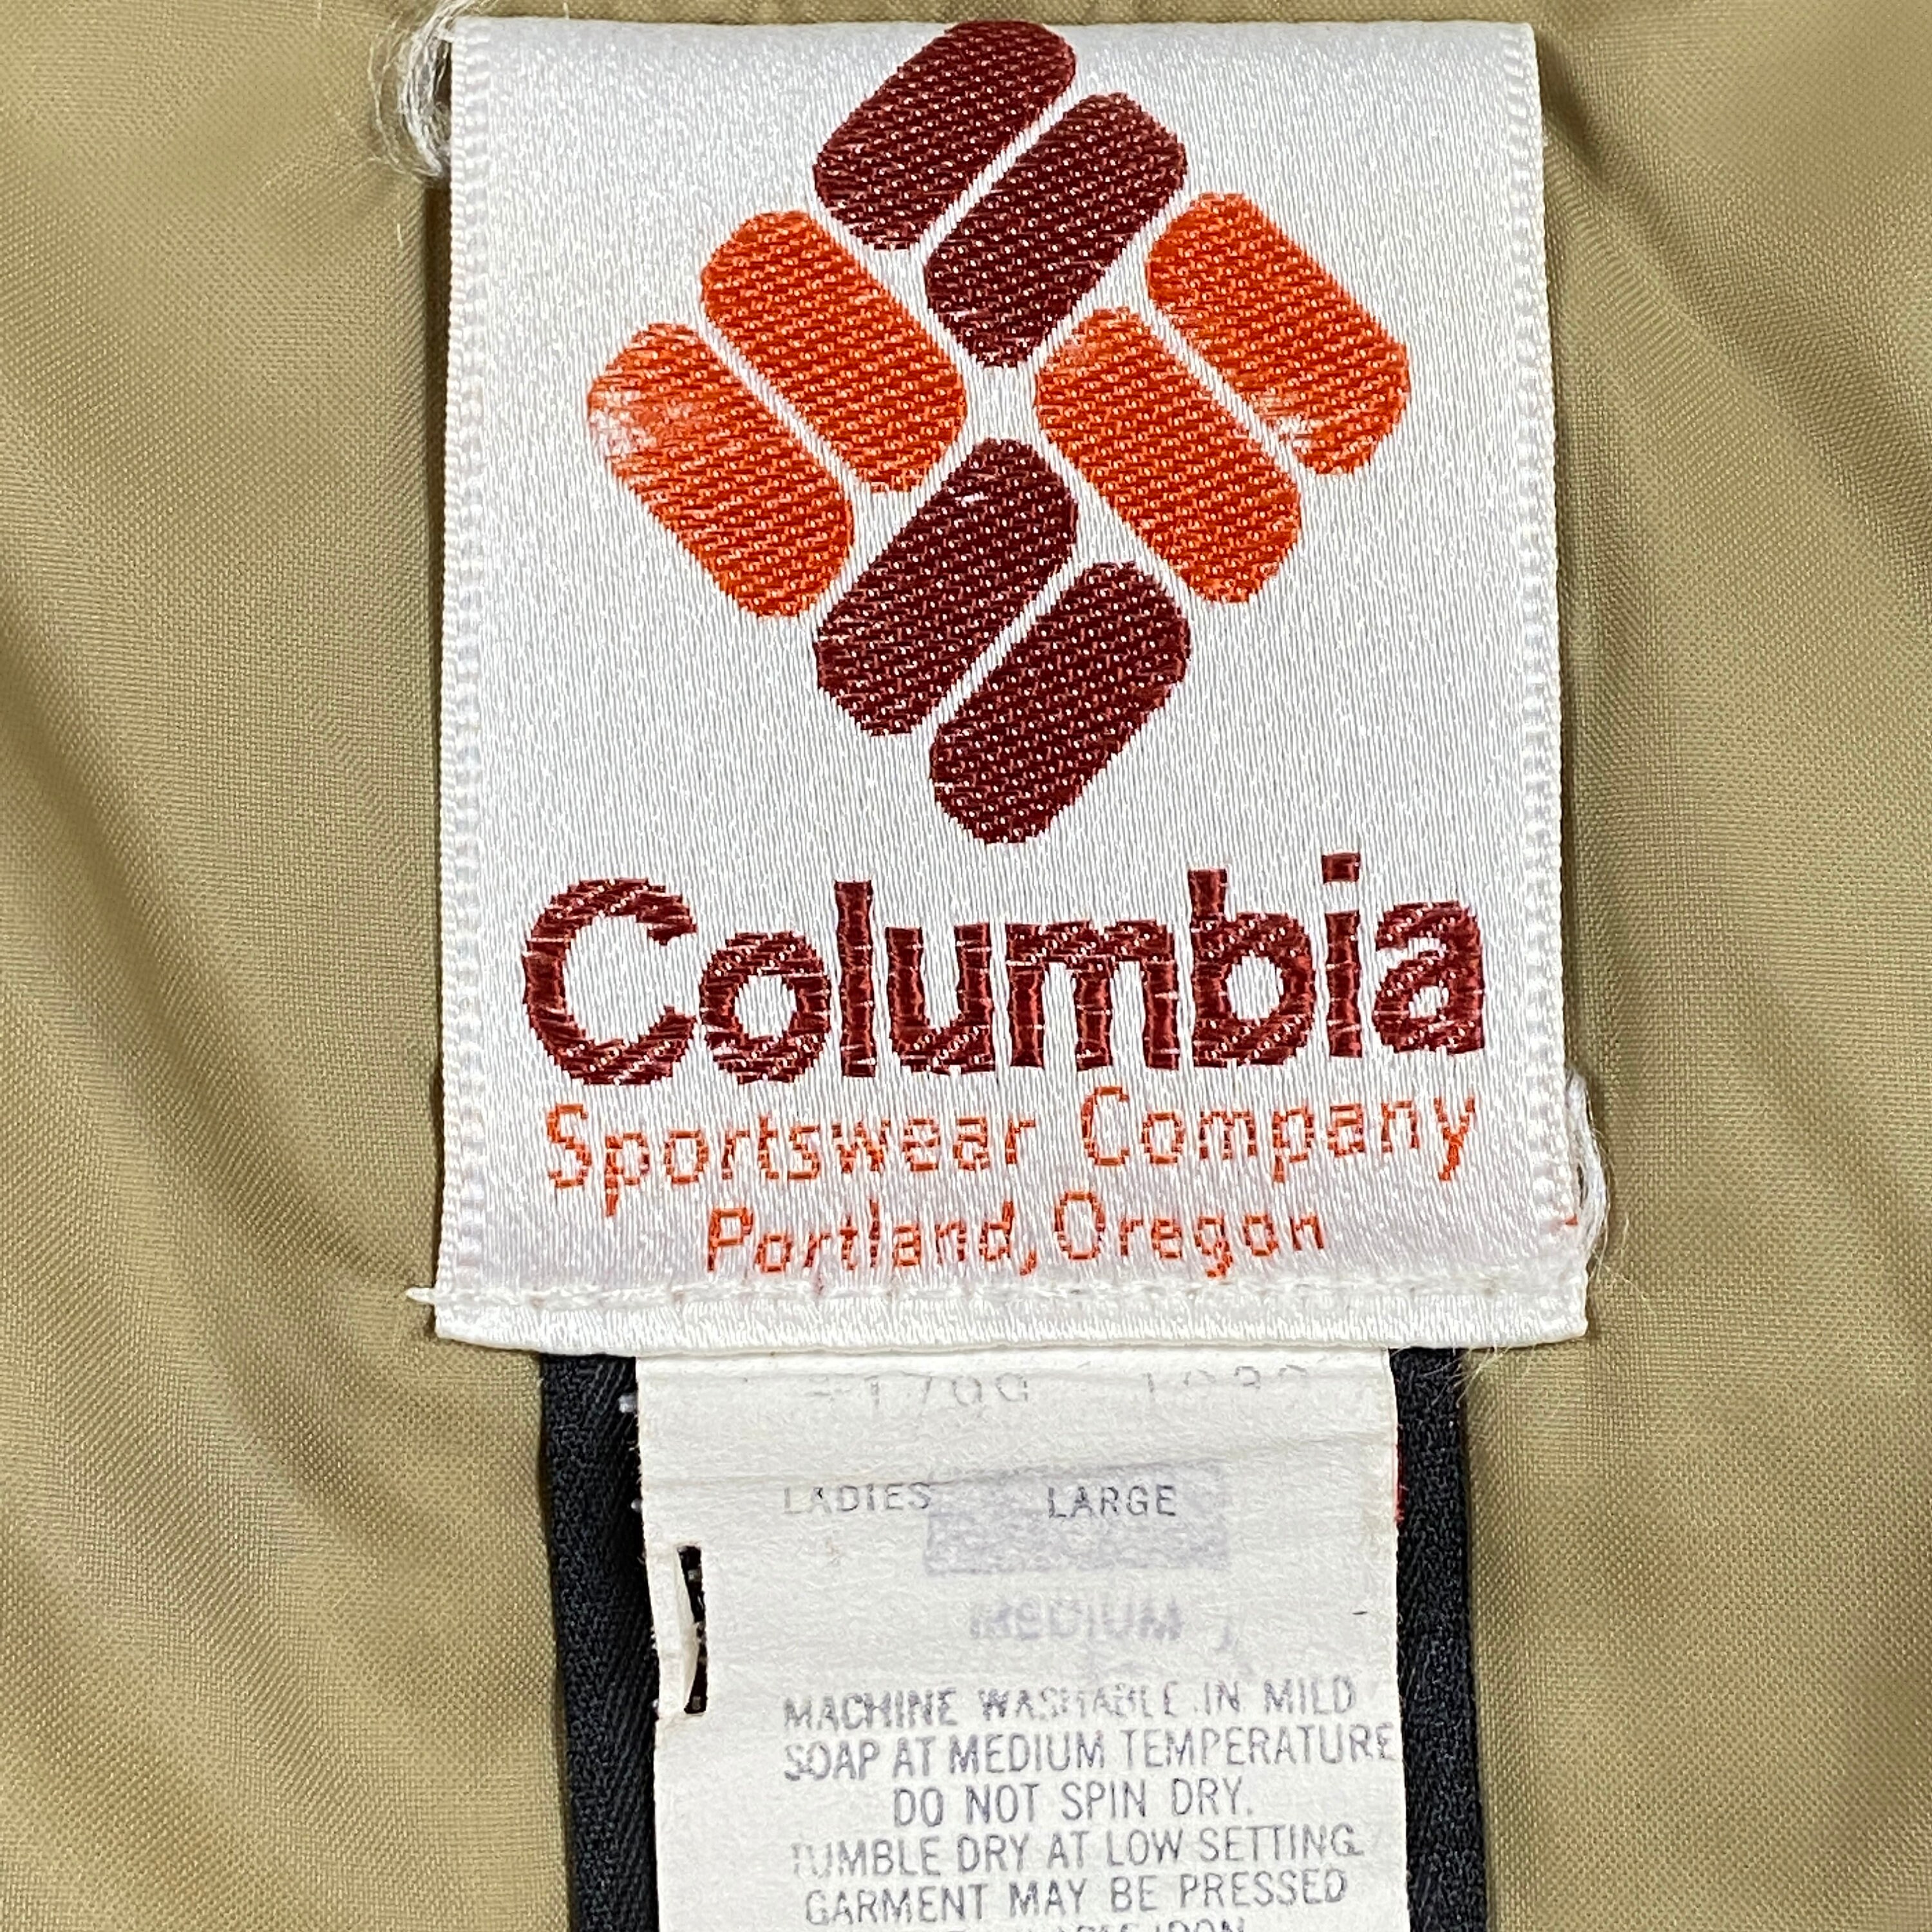 Columbia
Sportswear Company
Portland, Oregon
LADIES LARGE
MEDIUM
MACHINE WASHABLE IN MILD
SOAP AT MEDIUM TEMPERATURE
DO NOT SPIN DRY.
TUMBLE DRY AT LOW SETTING.
GARMENT MAY BE PRESSED